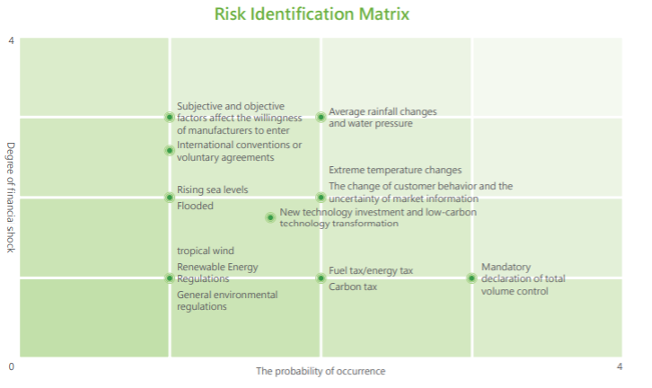 Risk Identification Matrix
4
Subjective and objective
factors affect the willingness
of manufacturers to enter
Average rainfall changes
and water pressure
International conventions or
voluntary agreements
Extreme temperature changes
Rising sea levels
The change of customer behavior and the
uncertainty of market information
Flooded
New technology investment and low-carbon
technology transformation
Degree of financia shock
tropical wind
Renewable Energy
Regulations
Fuel tax/energy tax
Mandatory
declaration of total
volume control
Carbon tax
General environmental
regulations
0
The probability of occurrence
4